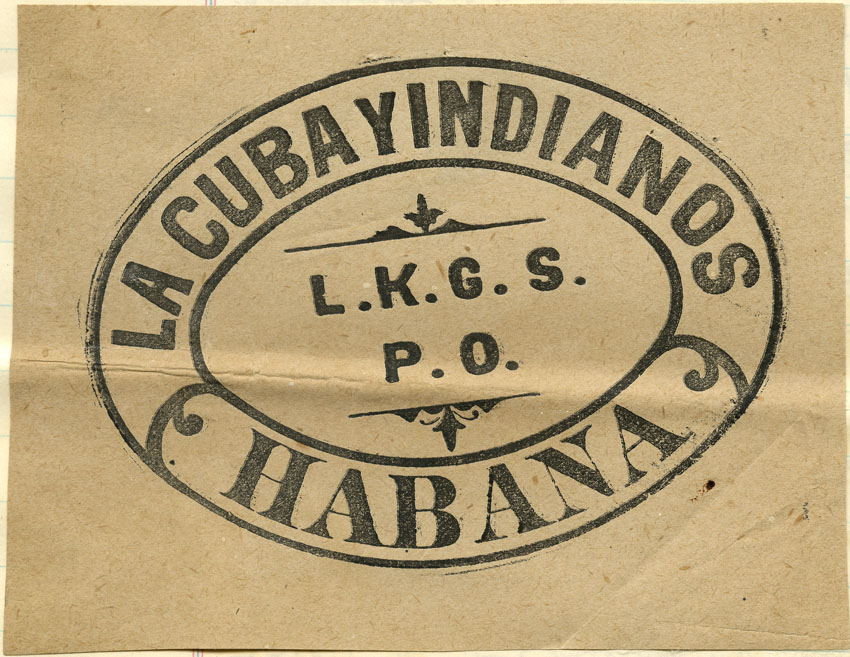 LA CUBAYINDIANOS
L.K.G.S.
P.O.
HABANA